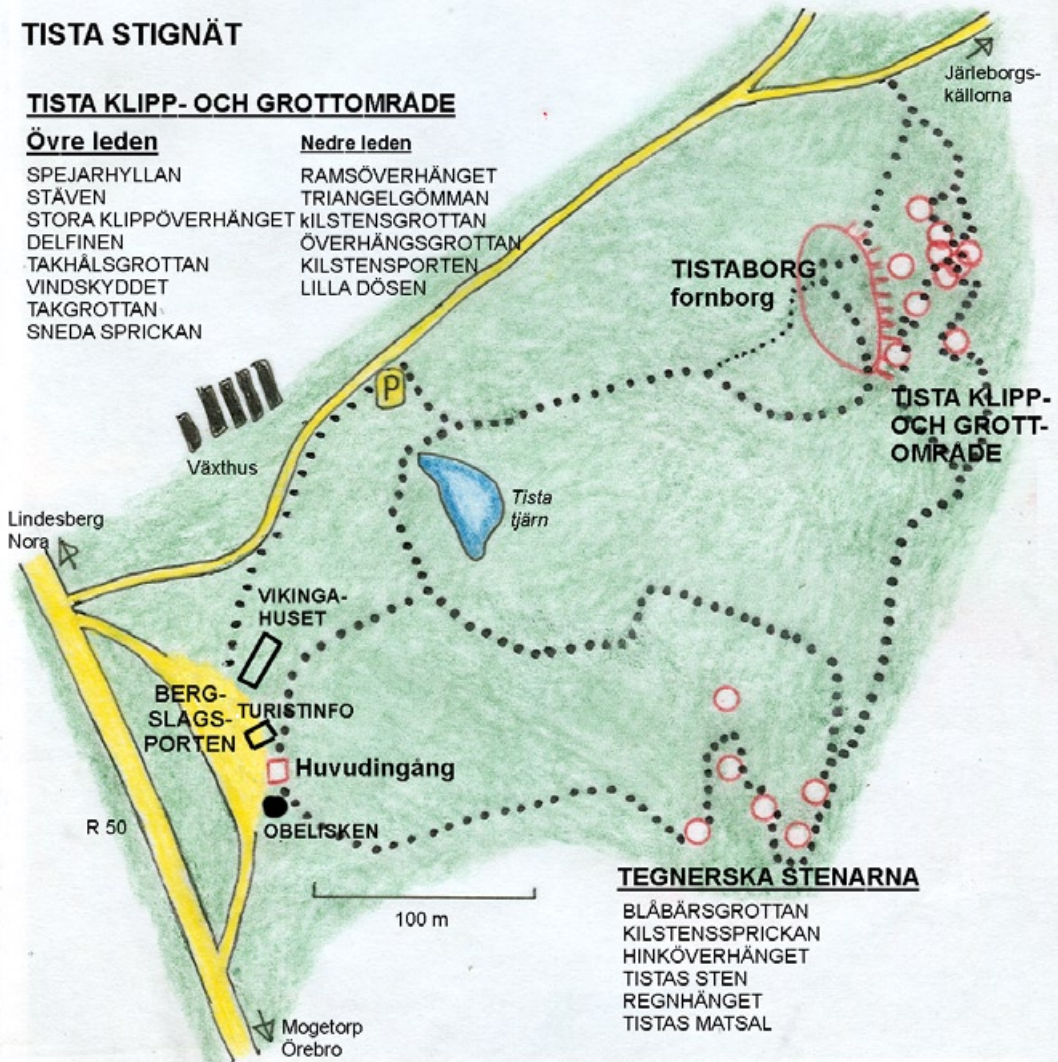 TISTA STIGNÄT
TISTA KLIPP- OCH GROTTOMRÅDE
Övre leden
SPEJARHYLLAN
STÄVEN
STORA KLIPPÖVERHÄNGET
DELFINEN
TAKHÅLSGROTTAN
VINDSKYDDET
TAKGROTTAN
SNEDA SPRICKAN
Nedre leden
RAMSÖVERHÄNGET
TRIANGELGÖMMAN
kILSTENSGROTTAN
ÖVERHÄNGSGROTTAN
KILSTENSPORTEN
LILLA DÖSEN
Järleborgs-
källorna
TISTABORG
fornborg
P
TISTA KLIPP-
OCH GROTT-
OMRÅDE
Växthus
Tista
tjärn
Lindesberg
Nora
VIKINGA-
HUSET
BERG-
SLAGS-
PORTEN
TURISTINFO
Huvudingång
OBELISKEN
R 50
100 m
TEGNERSKA STENARNA
BLÅBÄRSGROTTAN
KILSTENSSPRICKAN
HINKÖVERHÄNGET
TISTAS STEN
REGNHÄNGET
TISTAS MATSAL
Mogetorp
Örebro